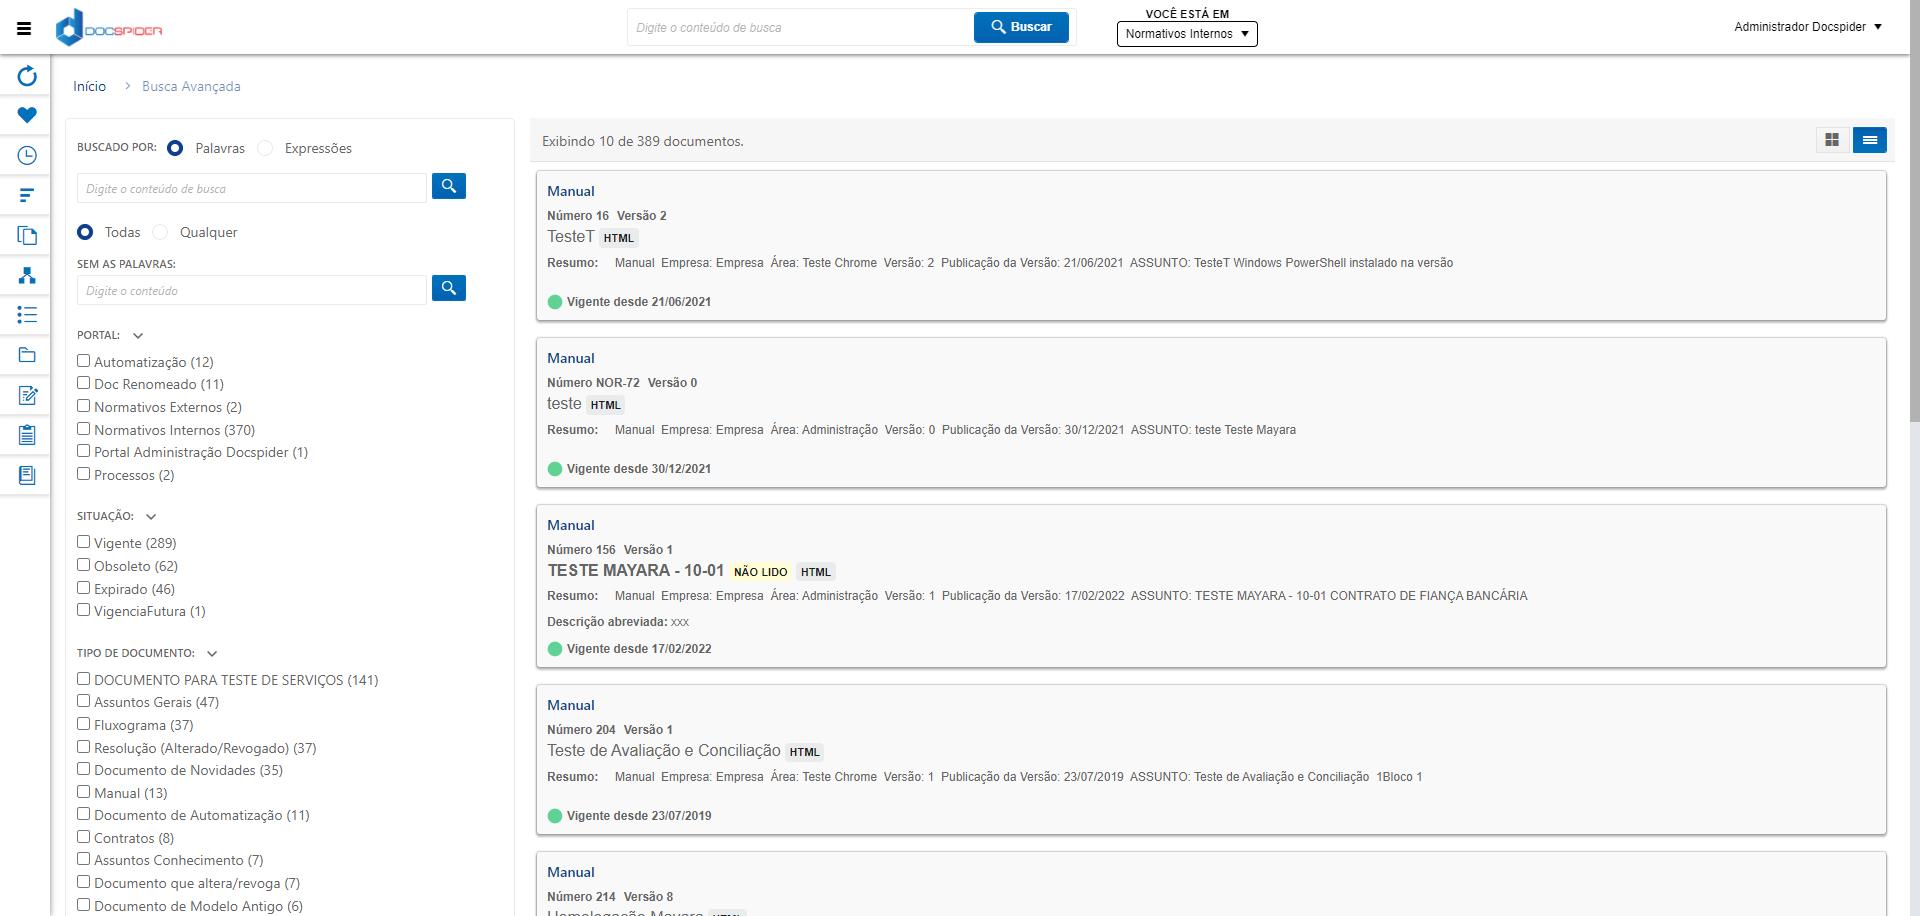 DOCSPIDER
Digite o conteúdo de busca
Buscar
VOCÊ ESTÁ EM
Normativos Internos
Administrador Docspider
Início
Busca Avançada
BUSCADO POR:
Palavras
Expressões
Digite o conteúdo de busca
Todas
Qualquer
SEM AS PALAVRAS:
Digite o conteúdo
PORTAL:
Automatização (12)
Doc Renomeado (11)
Normativos Externos (2)
Normativos Internos (370)
Portal Administração Docspider (1)
Processos (2)
SITUAÇÃO:
Vigente (289)
Obsoleto (62)
Expirado (46)
VigenciaFutura (1)
TIPO DE DOCUMENTO:
DOCUMENTO PARA TESTE DE SERVIÇOS (141)
Assuntos Gerais (47)
Fluxograma (37)
Resolução (Alterado/Revogado) (37)
Documento de Novidades (35)
Manual (13)
Documento de Automatização (11)
Contratos (8)
Assuntos Conhecimento (7)
Documento que altera/revoga (7)
Documento de Modelo Antigo (6)
Exibindo 10 de 389 documentos.
Manual
Número 16 Versão 2
TesteT HTML
Resumo: Manual Empresa: Empresa Área: Teste Chrome Versão: 2 Publicação da Versão: 21/06/2021 ASSUNTO: TesteT Windows PowerShell instalado na versão
Vigente desde 21/06/2021
Manual
Número NOR-72 Versão 0
teste HTML
Resumo: Manual Empresa: Empresa Área: Administração Versão: 0 Publicação da Versão: 30/12/2021 ASSUNTO: teste Teste Mayara
Vigente desde 30/12/2021
Manual
Número 156 Versão 1
TESTE MAYARA - 10-01 NÃO LIDO HTML
Resumo: Manual Empresa: Empresa Área: Administração Versão: 1 Publicação da Versão: 17/02/2022 ASSUNTO: TESTE MAYARA - 10-01 CONTRATO DE FIANÇA BANCÁRIA
Descrição abreviada: xxx
Vigente desde 17/02/2022
Manual
Número 204 Versão 1
Teste de Avaliação e Conciliação HTML
Resumo: Manual Empresa: Empresa Área: Teste Chrome Versão: 1 Publicação da Versão: 23/07/2019 ASSUNTO: Teste de Avaliação e Conciliação 1Bloco 1
Vigente desde 23/07/2019
Manual
Número 214 Versão 8
Homologação Mayara HTML